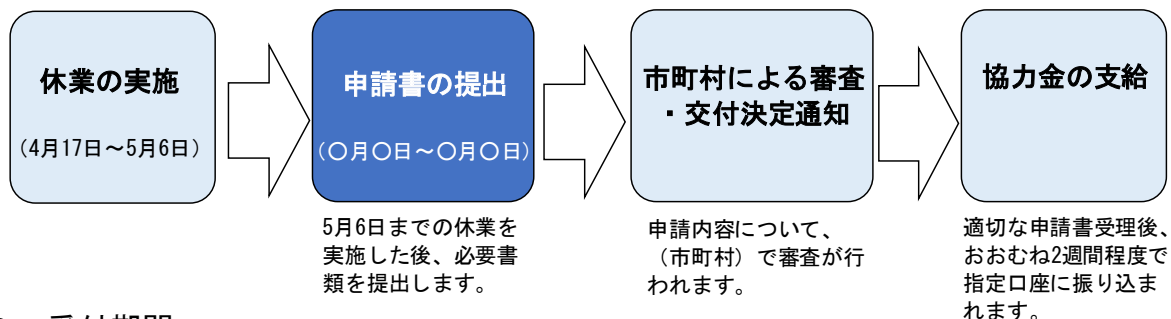 休業の実施
(4月17日～5月6日)
申請書の提出
(〇月〇日～〇月〇日)
5月6日までの休業を
実施した後、必要書
類を提出します。
市町村による審査
・交付決定通知
申請内容について、
（市町村）で審査が行
われます。
協力金の支給
適切な申請書受理後、
おおむね2週間程度で
指定口座に振り込ま
れます。